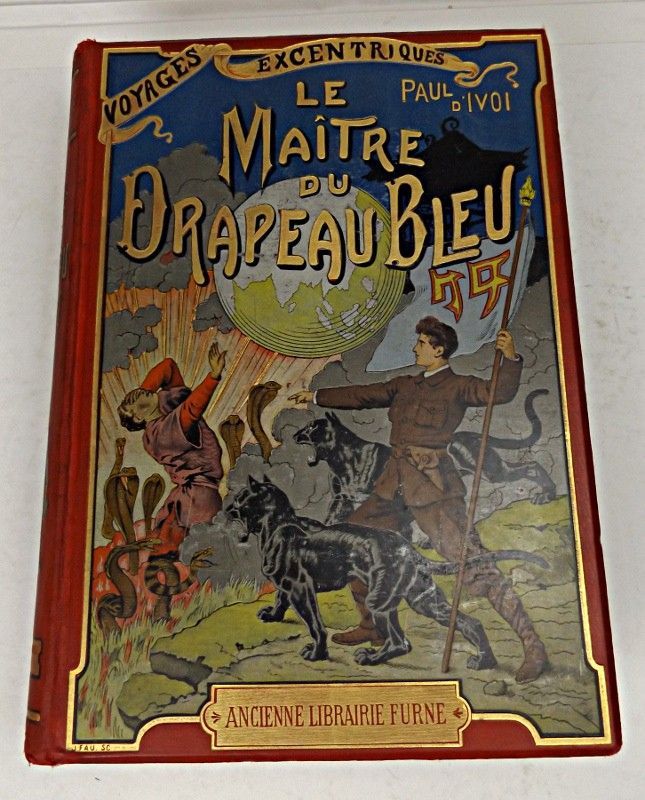 VOYAGES EXCENTRIQUES
PAUL
D'IVOI
LE
MAÎTRE
DU
DRAPEAU BLEU
ANCIENNE LIBRAIRIE FURNE